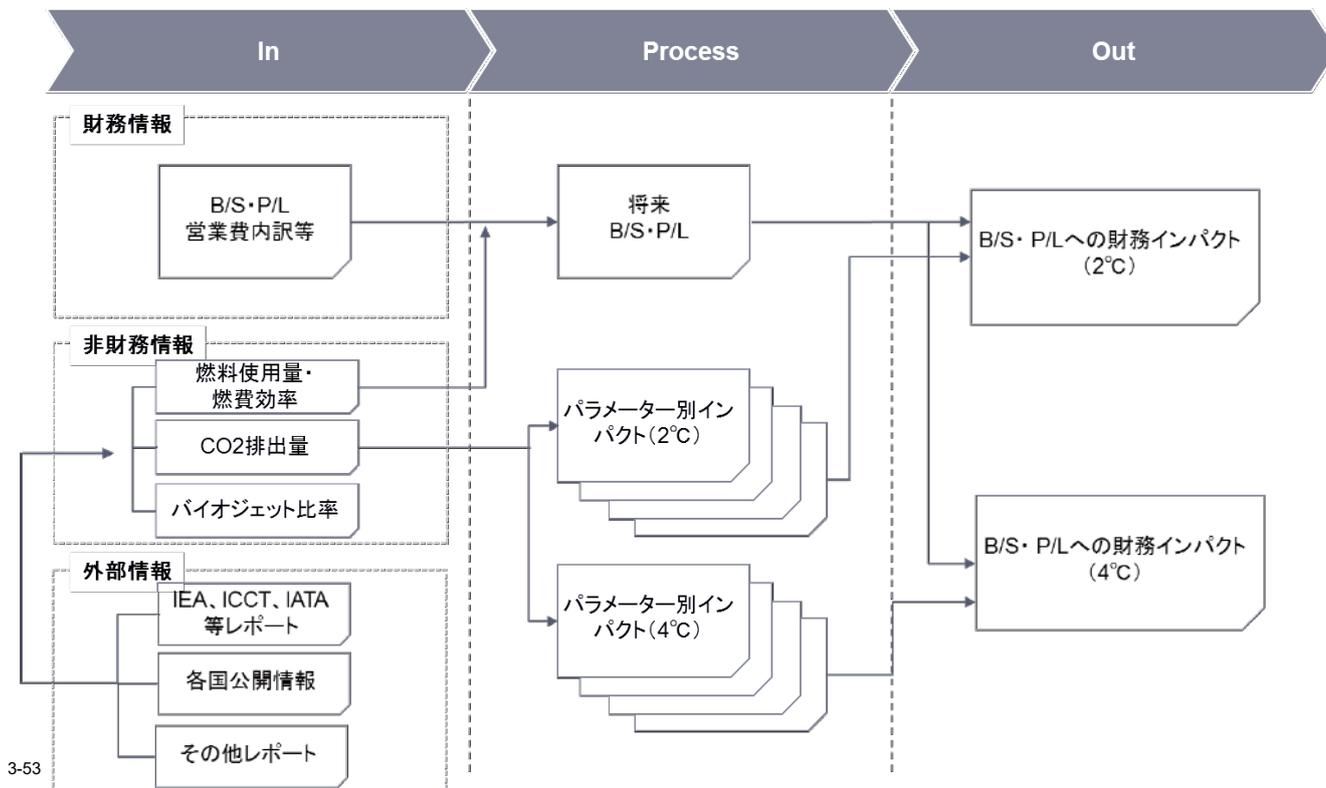 In
Process
Out
財務情報
B/S・P/L
営業費内訳等
将来
B/S・P/L
B/S・ P/Lへの財務インパクト
(2℃)
非財務情報
燃料使用量・
燃費効率
CO2排出量
バイオジェット比率
パラメーター別イン
パクト(2℃)
B/S・ P/Lへの財務インパクト
(4℃)
外部情報
IEA、ICCT、IATA
等レポート
各国公開情報
その他レポート
パラメーター別イン
パクト(4℃)
3-53